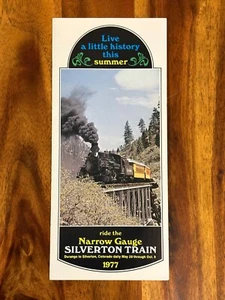 Live
a little history
this
summer
ride the
Narrow Gauge
SILVERTON TRAIN
Durango to Silverton, Colorado daily May 28 through Oct. 9
1977